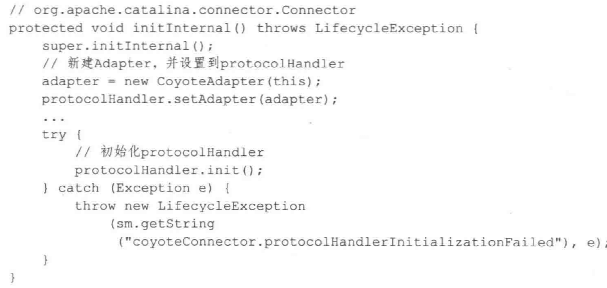 // org.apache.catalina.connector.Connector
protected void initInternal() throws LifecycleException {
    super.initInternal();
    // 新建Adapter, 并设置到protocolHandler
    adapter = new CoyoteAdapter(this);
    protocolHandler.setAdapter(adapter);
    ...
    try {
        // 初始化protocolHandler
        protocolHandler.init();
    } catch (Exception e) {
        throw new LifecycleException
            (sm.getString
             ("coyoteConnector.protocolHandlerInitializationFailed"), e);
    }
}